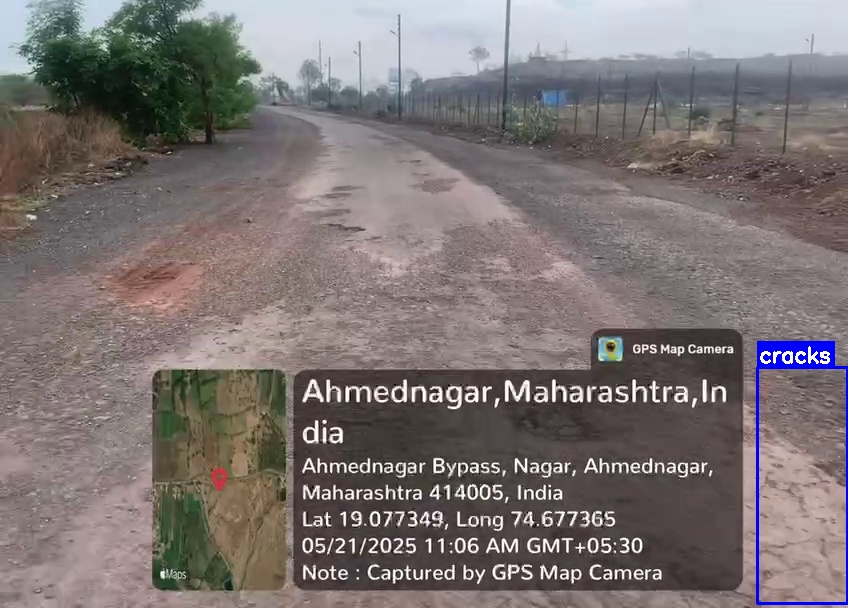 GPS Map Camera
cracks
Ahmednagar,Maharashtra,In
dia
Ahmednagar Bypass, Nagar, Ahmednagar,
Maharashtra 414005, India
Lat 19.077349, Long 74.677365
05/21/2025 11:06 AM GMT+05:30
Note : Captured by GPS Map Camera
Maps